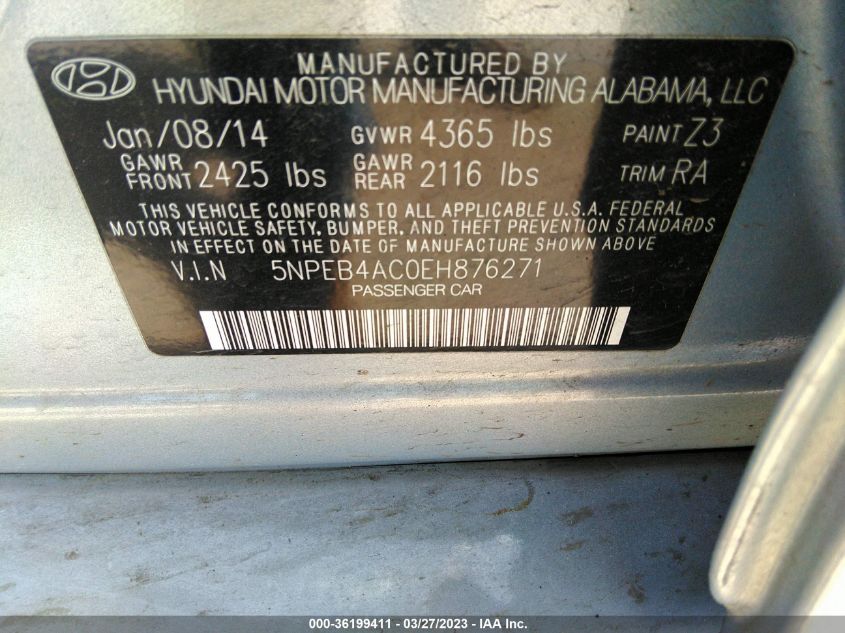 MANUFACTURED BY
HYUNDAI MOTOR MANUFACTURING ALABAMA, LLC
Jan/08/14 GVWR 4365 lbs PAINT Z3
GAWR FRONT 2425 lbs GAWR REAR 2116 lbs TRIM RA
THIS VEHICLE CONFORMS TO ALL APPLICABLE U.S.A. FEDERAL
MOTOR VEHICLE SAFETY, BUMPER, AND THEFT PREVENTION STANDARDS
IN EFFECT ON THE DATE OF MANUFACTURE SHOWN ABOVE
V.I.N 5NPEB4AC0EH876271
PASSENGER CAR
000-36199411 - 03/27/2023 - IAA Inc.